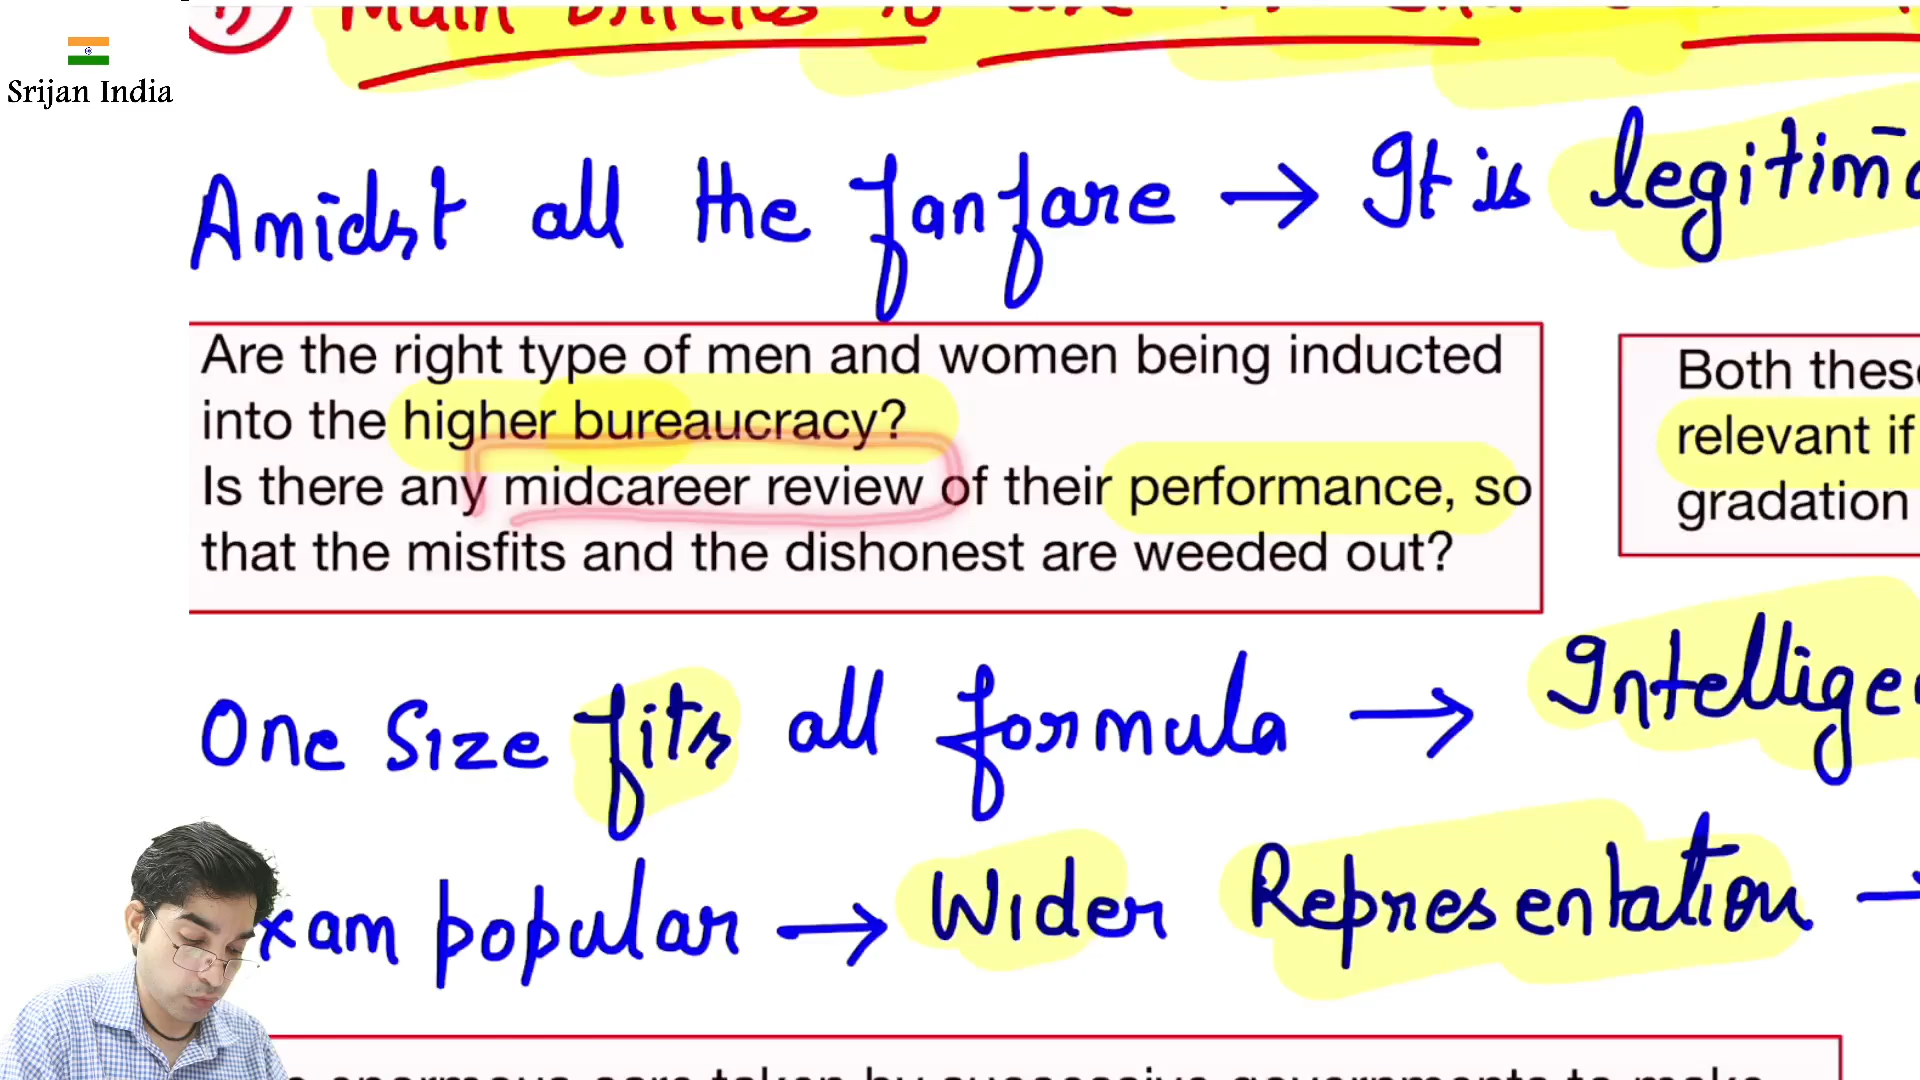 Srijan India
Amidst all the fanfare → It is
Are the right type of men and women being inducted
into the higher bureaucracy?
Is there any midcareer review of their performance, so
that the misfits and the dishonest are weeded out?
Both
relevant if
gradation
One Size fits all formula →
popular → Wider Representation →